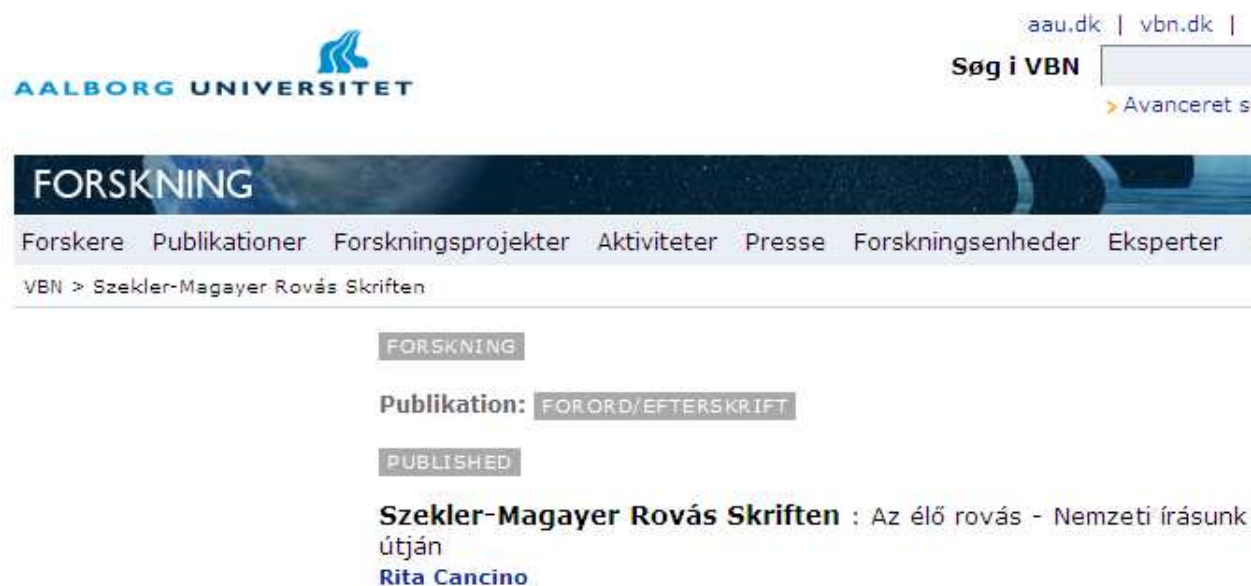 aau.dk | vbn.dk |
AALBORG UNIVERSITET
Søg i VBN
> Avanceret s
FORSKNING
Forskere Publikationer Forskningsprojekter Aktiviteter Presse Forskningsenheder Eksperter
VBN > Szekler-Magayer Rovás Skriften
FORSKNING
Publikation: FORORD/EFTERSKRIFT
PUBLISHED
Szekler-Magayer Rovás Skriften : Az élő rovás - Nemzeti írásunk
útján
Rita Cancino